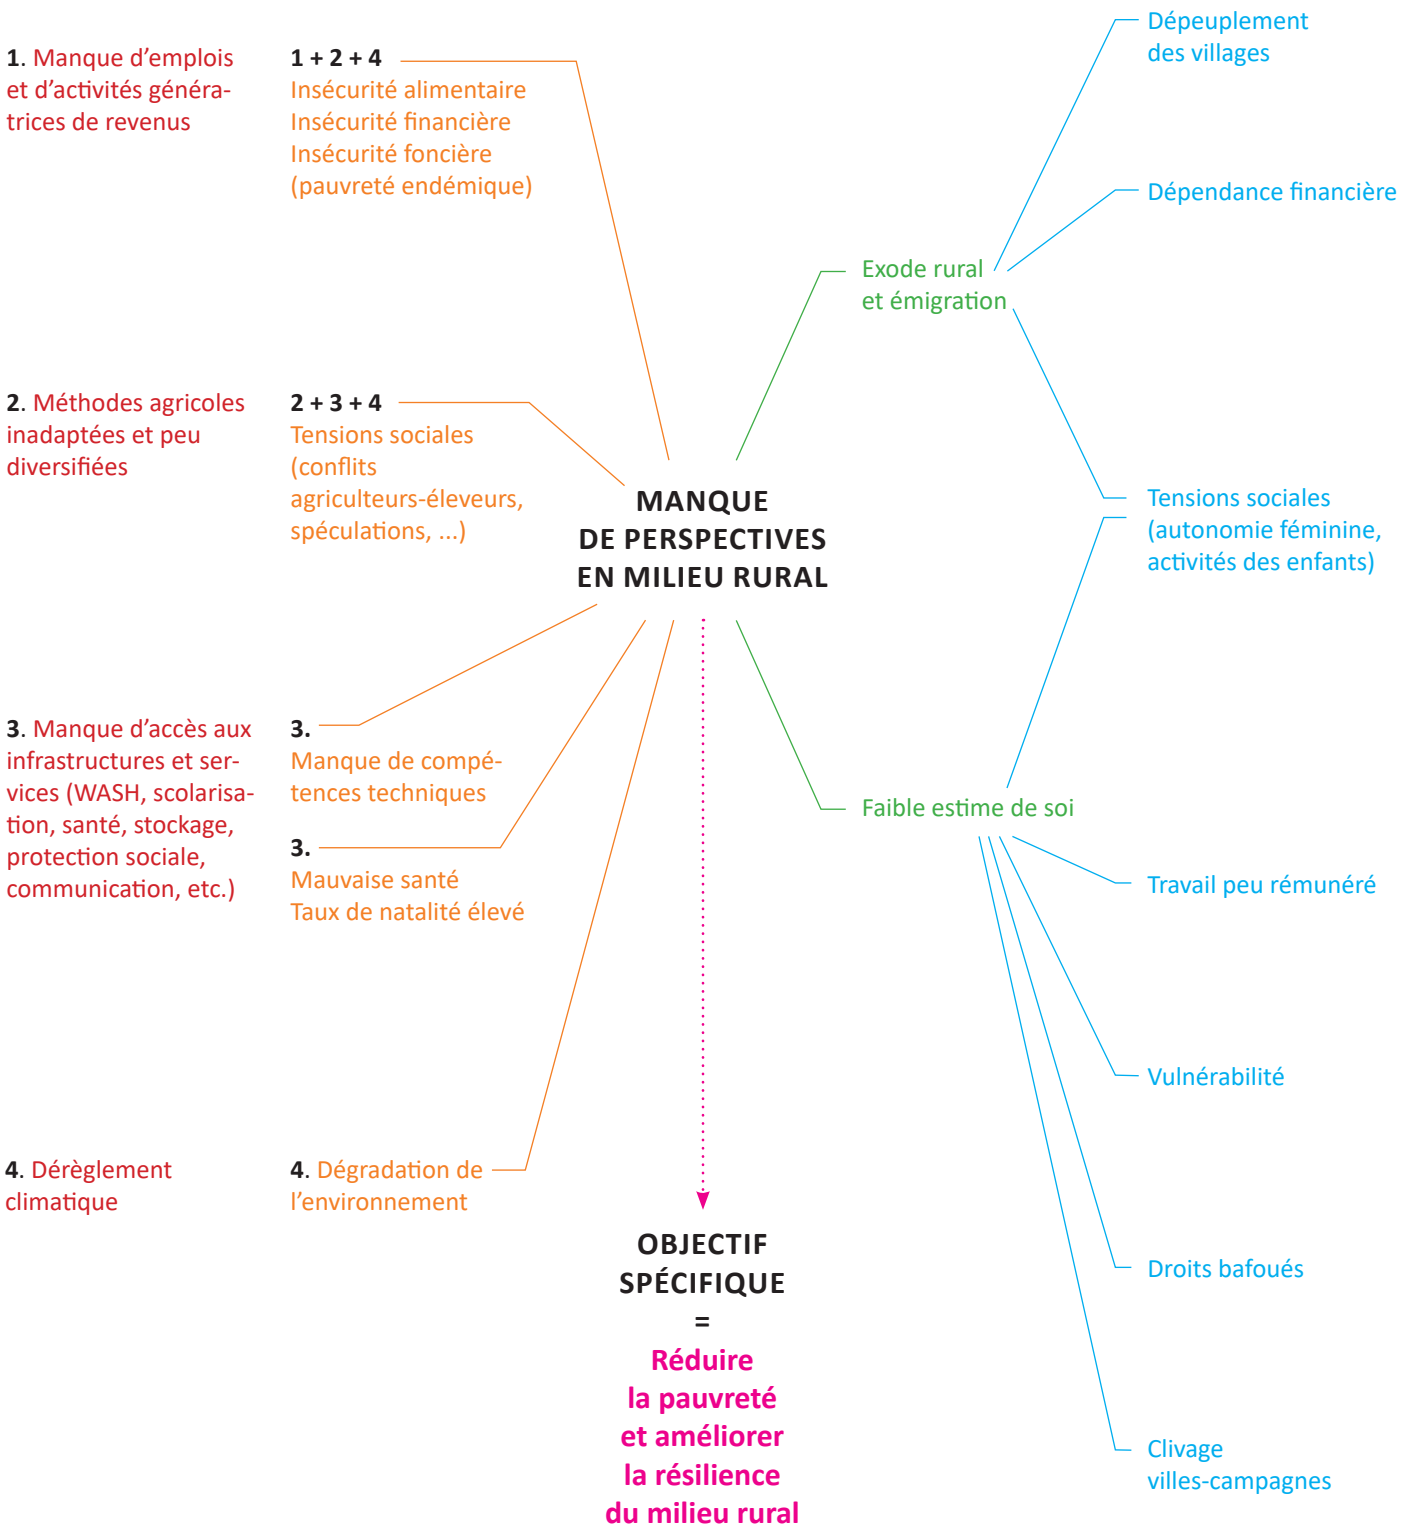 1. Manque d’emplois
et d’activités généra-
trices de revenus
2. Méthodes agricoles
inadaptées et peu
diversifiées
3. Manque d’accès aux
infrastructures et ser-
vices (WASH, scolarisa-
tion, santé, stockage,
protection sociale,
communication, etc.)
4. Dérèglement
climatique
1 + 2 + 4
Insécurité alimentaire
Insécurité financière
Insécurité foncière
(pauvreté endémique)
2 + 3 + 4
Tensions sociales
(conflits
agriculteurs-éleveurs,
spéculations, ...)
3.
Manque de compé-
tences techniques
3.
Mauvaise santé
Taux de natalité élevé
4. Dégradation de
l’environnement
MANQUE
DE PERSPECTIVES
EN MILIEU RURAL
OBJECTIF
SPÉCIFIQUE
=
Réduire
la pauvreté
et améliorer
la résilience
du milieu rural
Exode rural
et émigration
Faible estime de soi
Dépeuplement
des villages
Dépendance financière
Tensions sociales
(autonomie féminine,
activités des enfants)
Travail peu rémunéré
Vulnérabilité
Droits bafoués
Clivage
villes-campagnes